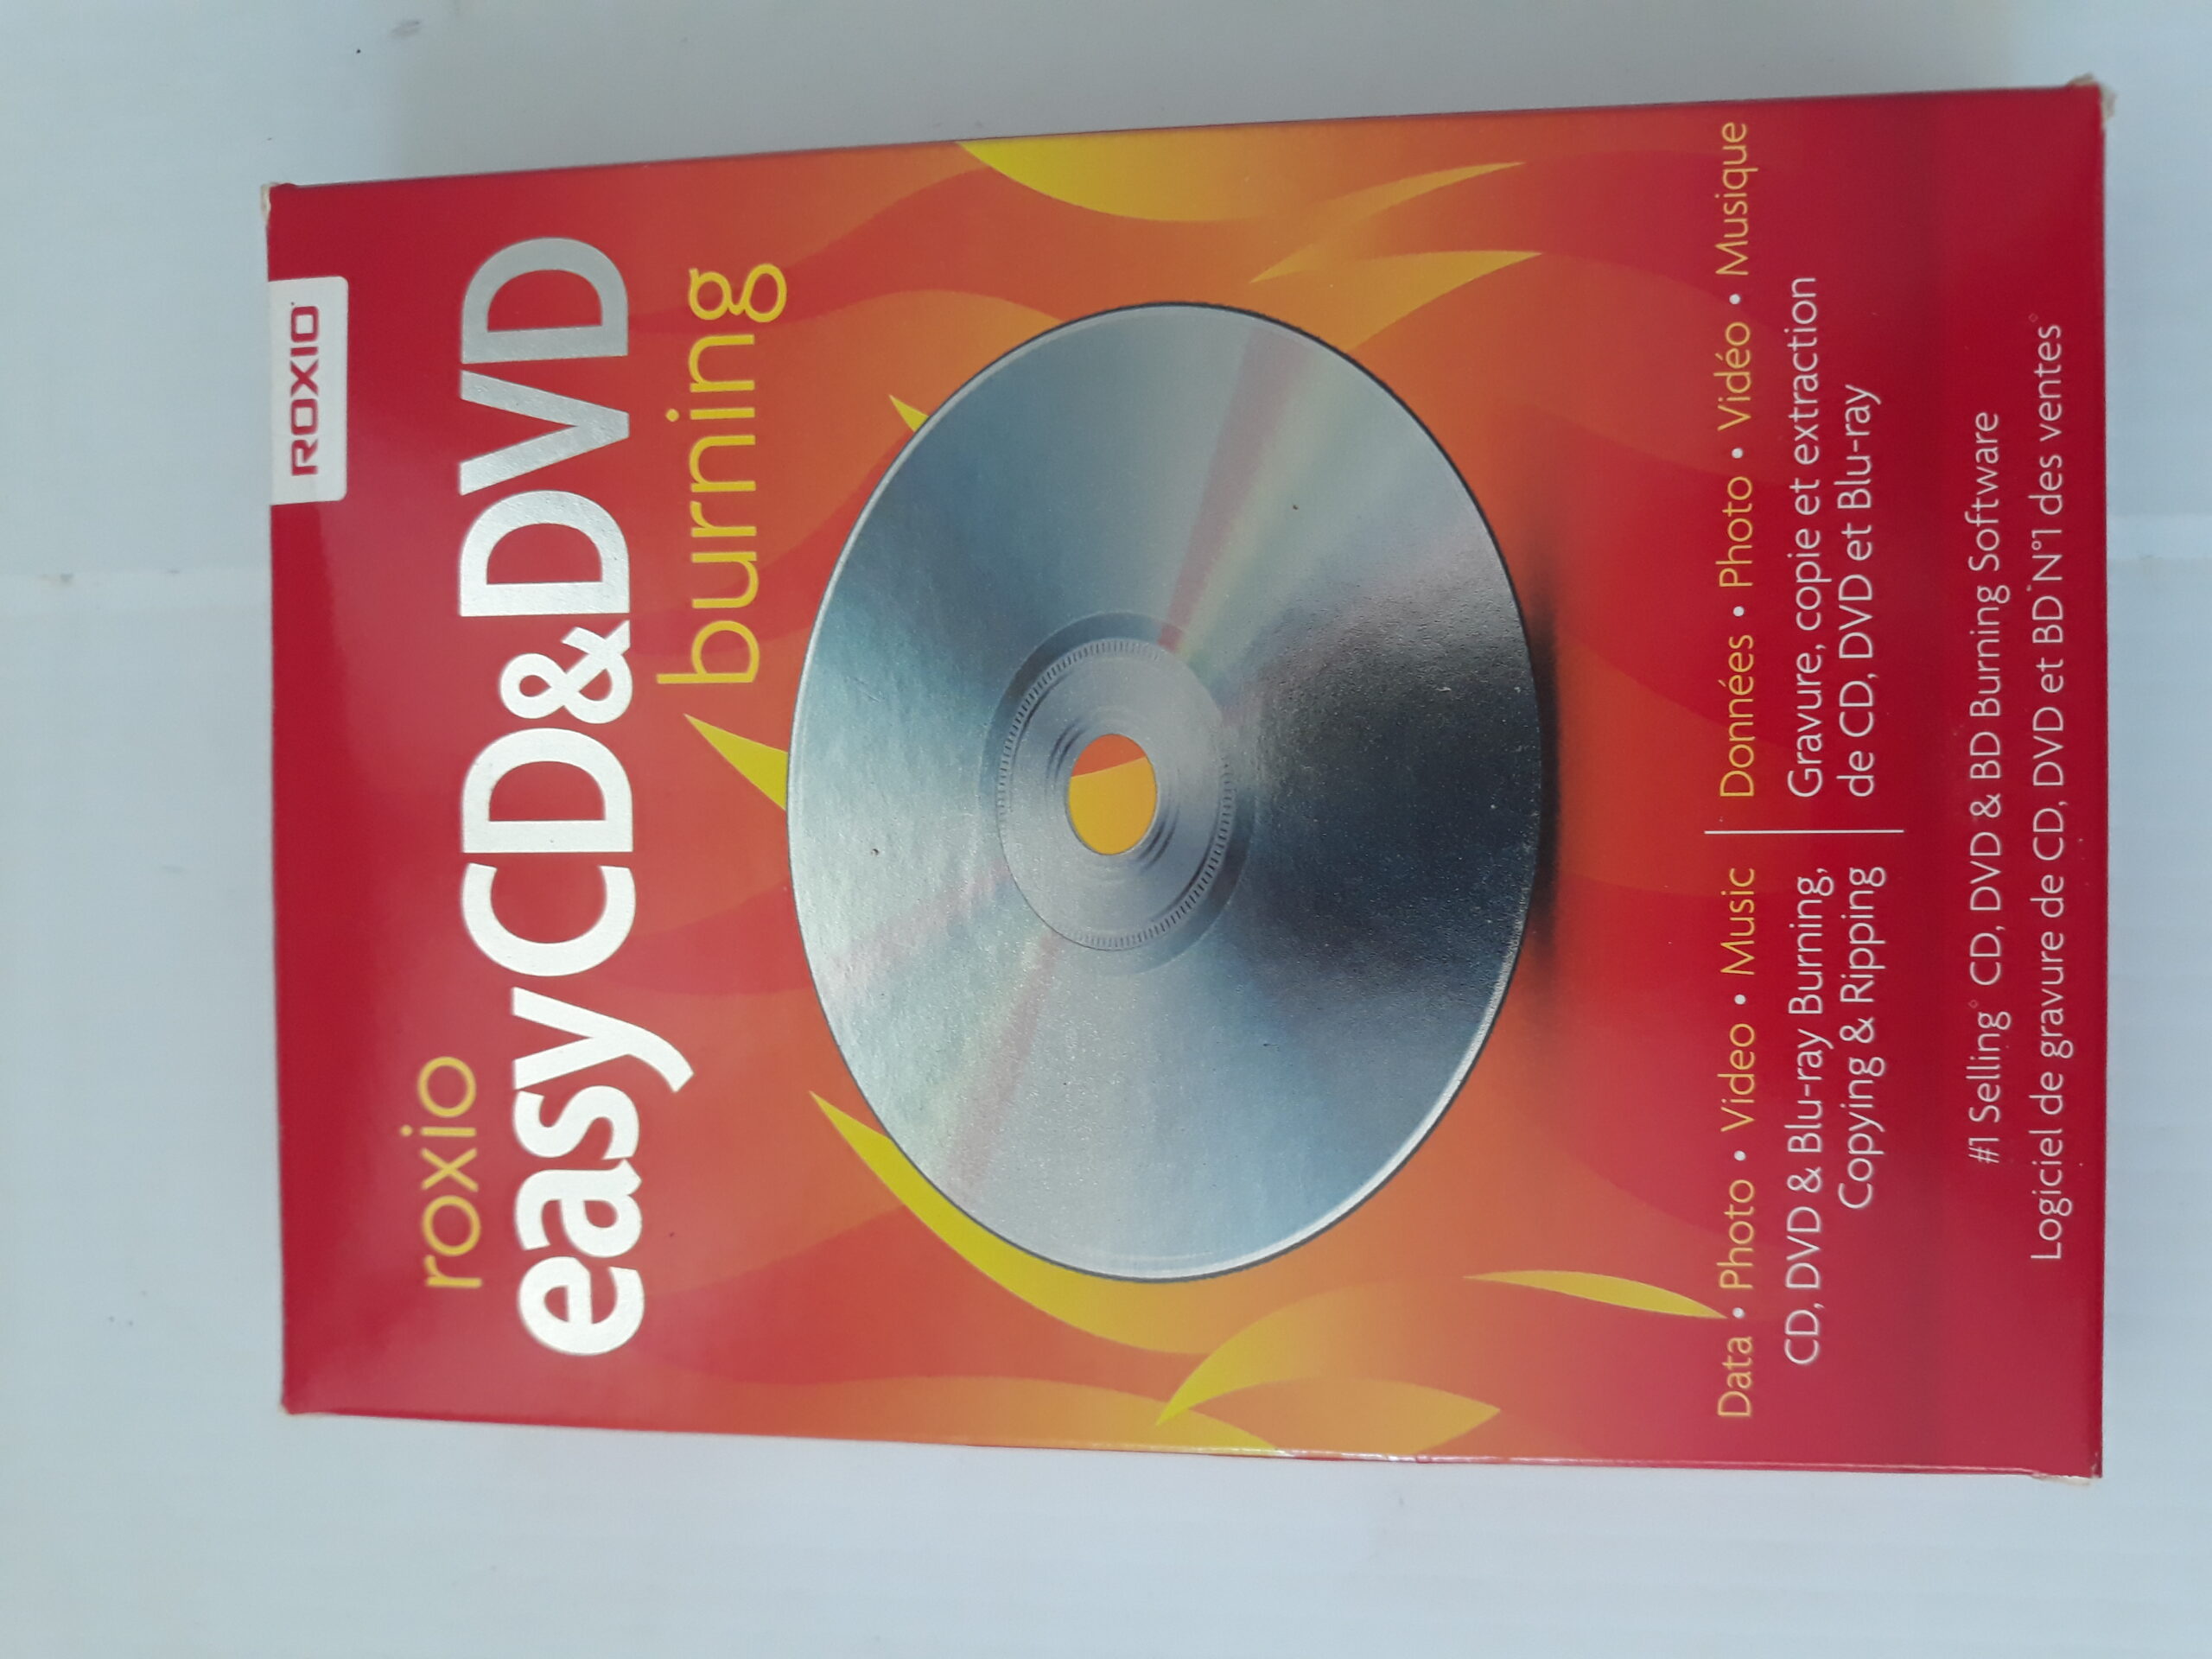 ROXIO
roxio
easyCD&DVD
burning
Data • Photo • Video • Music
CD, DVD & Blu-ray Burning,
Copying & Ripping
Données • Photo • Vidéo • Musique
Gravure, copie et extraction
de CD, DVD et Blu-ray
#1 Selling° CD, DVD & BD Burning Software
Logiciel de gravure de CD, DVD et BD N°1 des ventes°